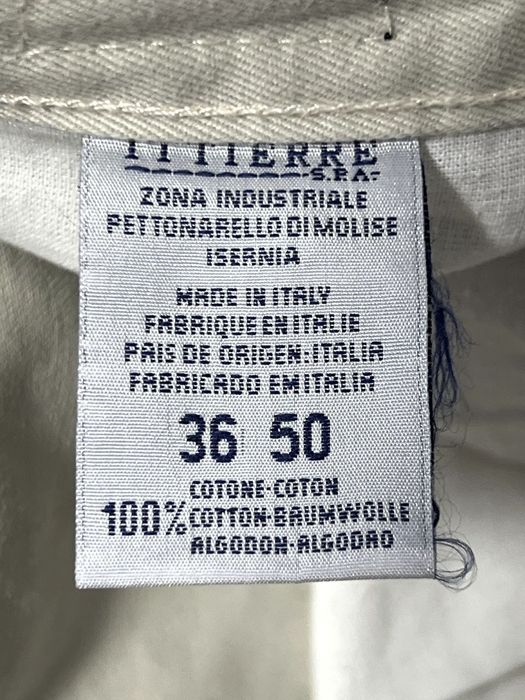 ITTIERRE
S.P.A.
ZONA INDUSTRIALE
PETTONARELLO DI MOLISE
ISERNIA
MADE IN ITALY
FABRIQUE EN ITALIE
PAIS DE ORIGEN:ITALIA
FABRICADO EM ITALIA
36 50
COTONE-COTON
100% COTTON-BAUMWOLLE
ALGODON-ALGODAO